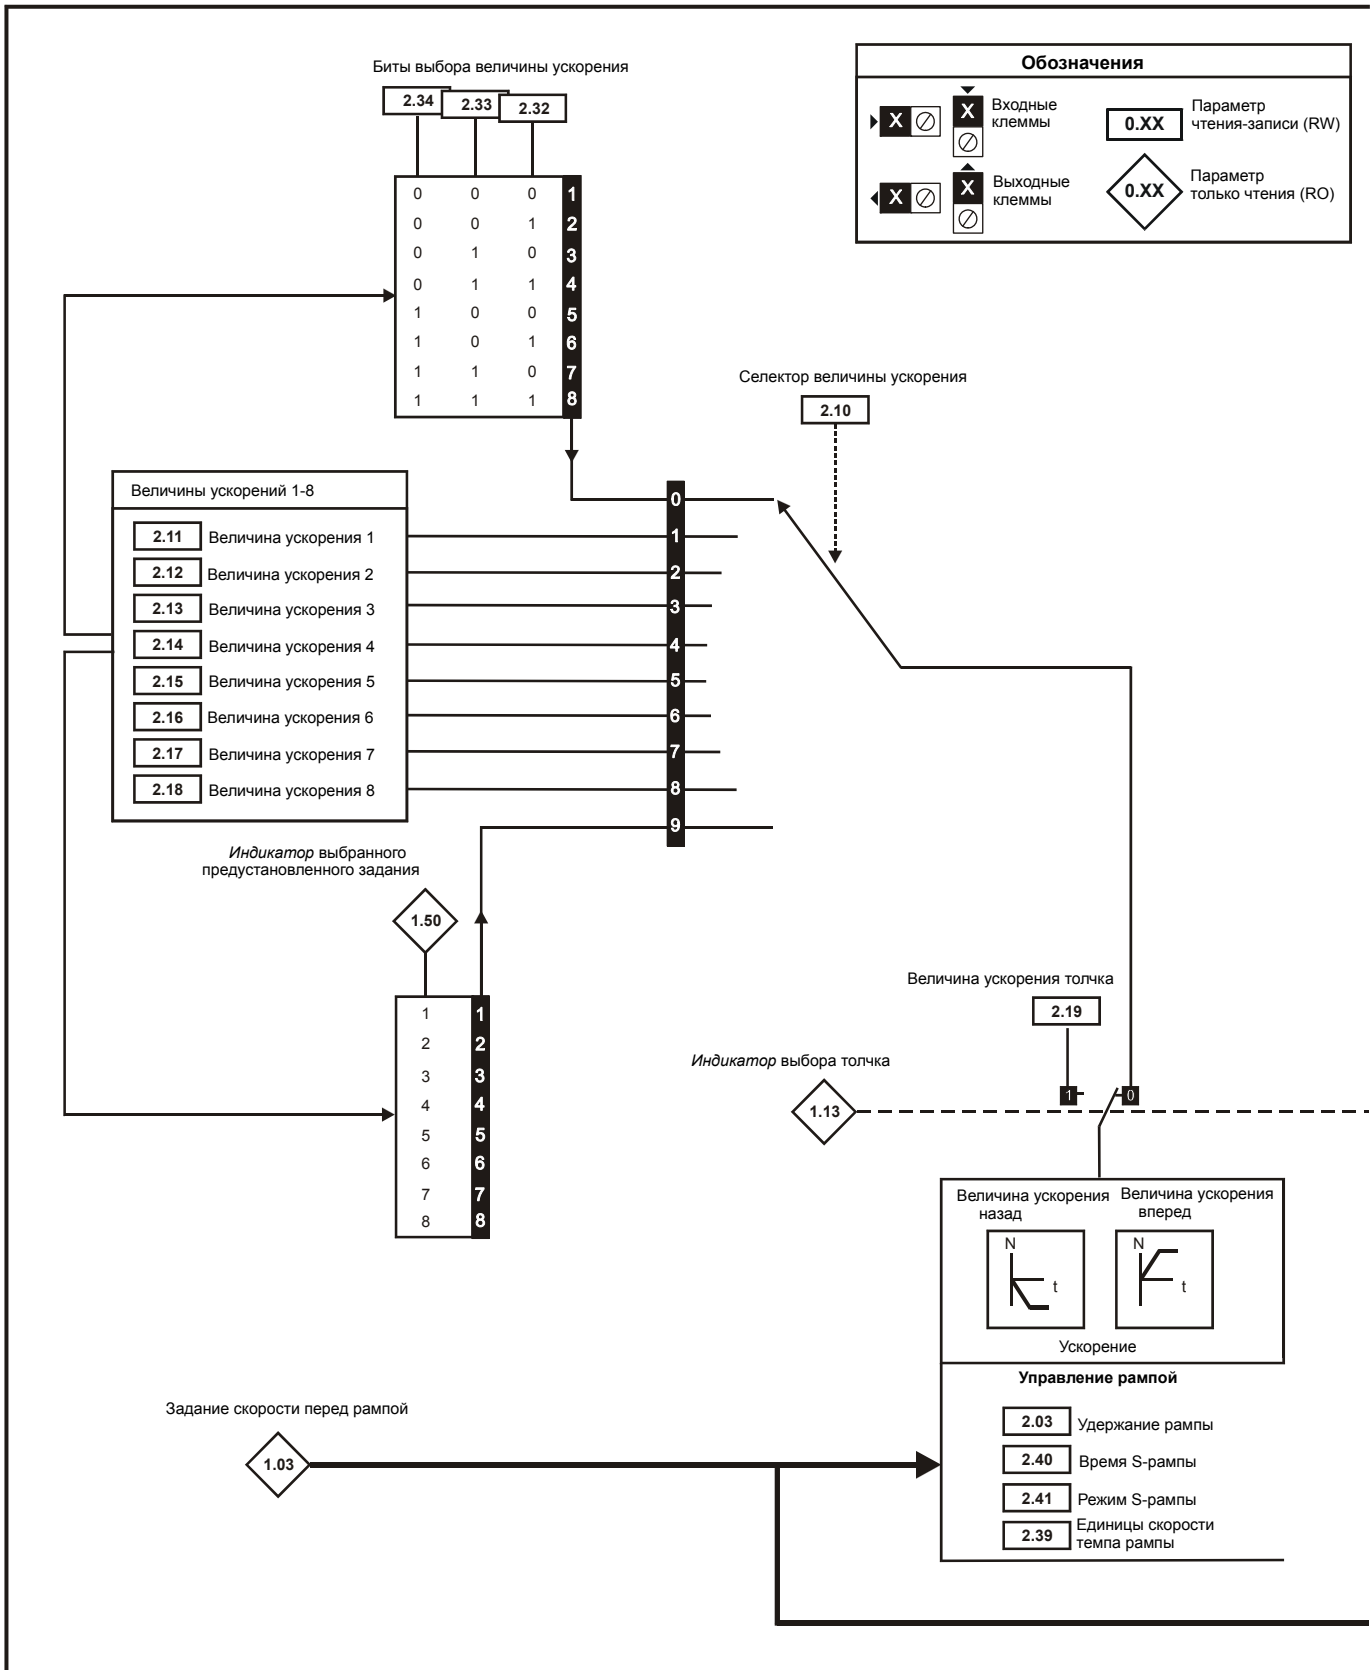 Биты выбора величины ускорения
2.34 2.33 2.32
0 0 0 1
0 0 1 2
0 1 0 3
0 1 1 4
1 0 0 5
1 0 1 6
1 1 0 7
1 1 1 8
Обозначения
X
X
Входные
клеммы
0.XX
Параметр
чтения-записи (RW)
X
X
Выходные
клеммы
0.XX
Параметр
только чтения (RO)
Селектор величины ускорения
2.10
Величины ускорений 1-8
2.11 Величина ускорения 1
2.12 Величина ускорения 2
2.13 Величина ускорения 3
2.14 Величина ускорения 4
2.15 Величина ускорения 5
2.16 Величина ускорения 6
2.17 Величина ускорения 7
2.18 Величина ускорения 8
0
1
2
3
4
5
6
7
8
9
Индикатор выбранного
предустановленного задания
1.50
1 1
2 2
3 3
4 4
5 5
6 6
7 7
8 8
Величина ускорения толчка
2.19
Индикатор выбора толчка
1.13
1 0
Величина ускорения
назад
Величина ускорения
вперед
N
t
N
t
Ускорение
Управление рампой
2.03 Удержание рампы
2.40 Время S-рампы
2.41 Режим S-рампы
2.39 Единицы скорости
темпа рампы
Задание скорости перед рампой
1.03